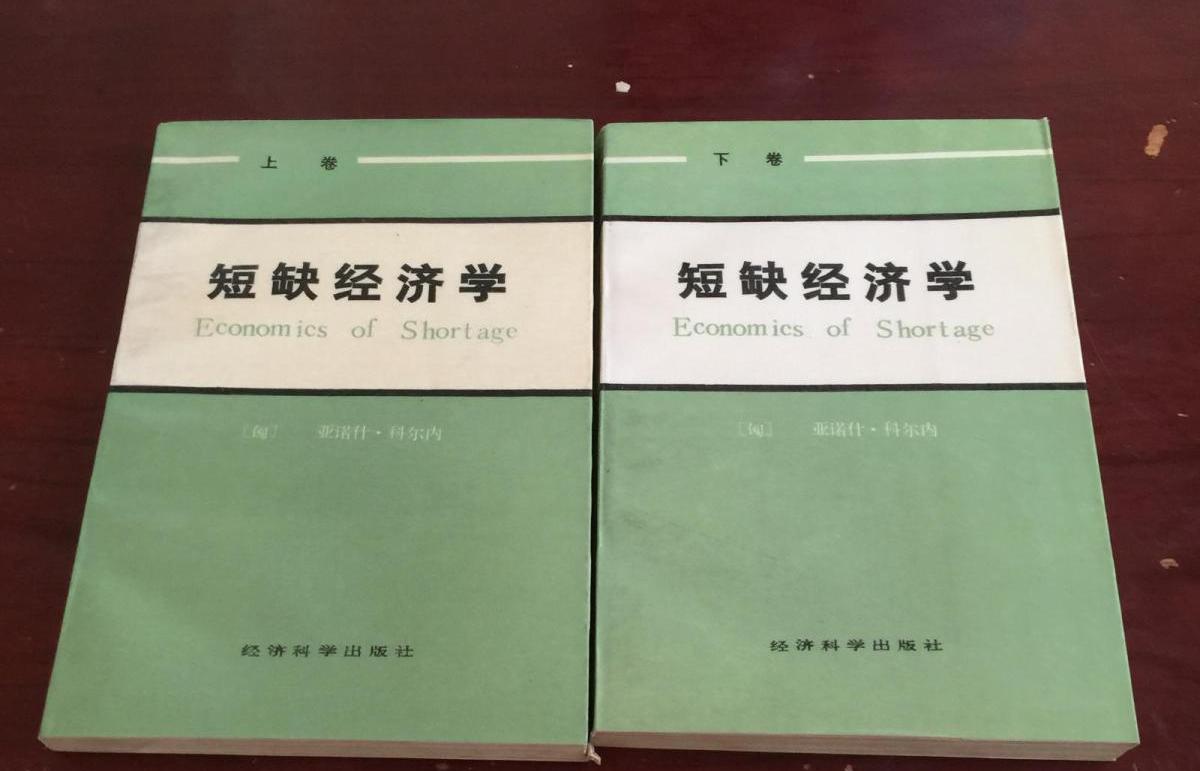 上卷
短缺经济学
Economics of Shortage
［匈］ 亚诺什·科尔内
经济科学出版社
下卷
短缺经济学
Economics of Shortage
［匈］ 亚诺什·科尔内
经济科学出版社